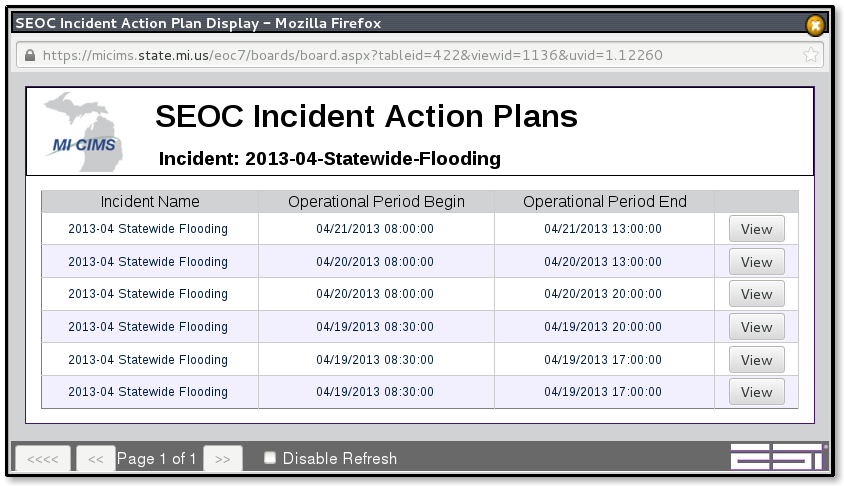 SEOC Incident Action Plan Display - Mozilla Firefox
https://micims.state.mi.us/eoc7/boards/board.aspx?tableid=422&viewid=1136&uvid=1.12260
MI CIMS
SEOC Incident Action Plans
Incident: 2013-04-Statewide-Flooding
Incident Name Operational Period Begin Operational Period End
2013-04 Statewide Flooding 04/21/2013 08:00:00 04/21/2013 13:00:00 View
2013-04 Statewide Flooding 04/20/2013 08:00:00 04/20/2013 13:00:00 View
2013-04 Statewide Flooding 04/20/2013 08:00:00 04/20/2013 20:00:00 View
2013-04 Statewide Flooding 04/19/2013 08:30:00 04/19/2013 20:00:00 View
2013-04 Statewide Flooding 04/19/2013 08:30:00 04/19/2013 17:00:00 View
2013-04 Statewide Flooding 04/19/2013 08:30:00 04/19/2013 17:00:00 View
<<<< << Page 1 of 1 >> Disable Refresh esi